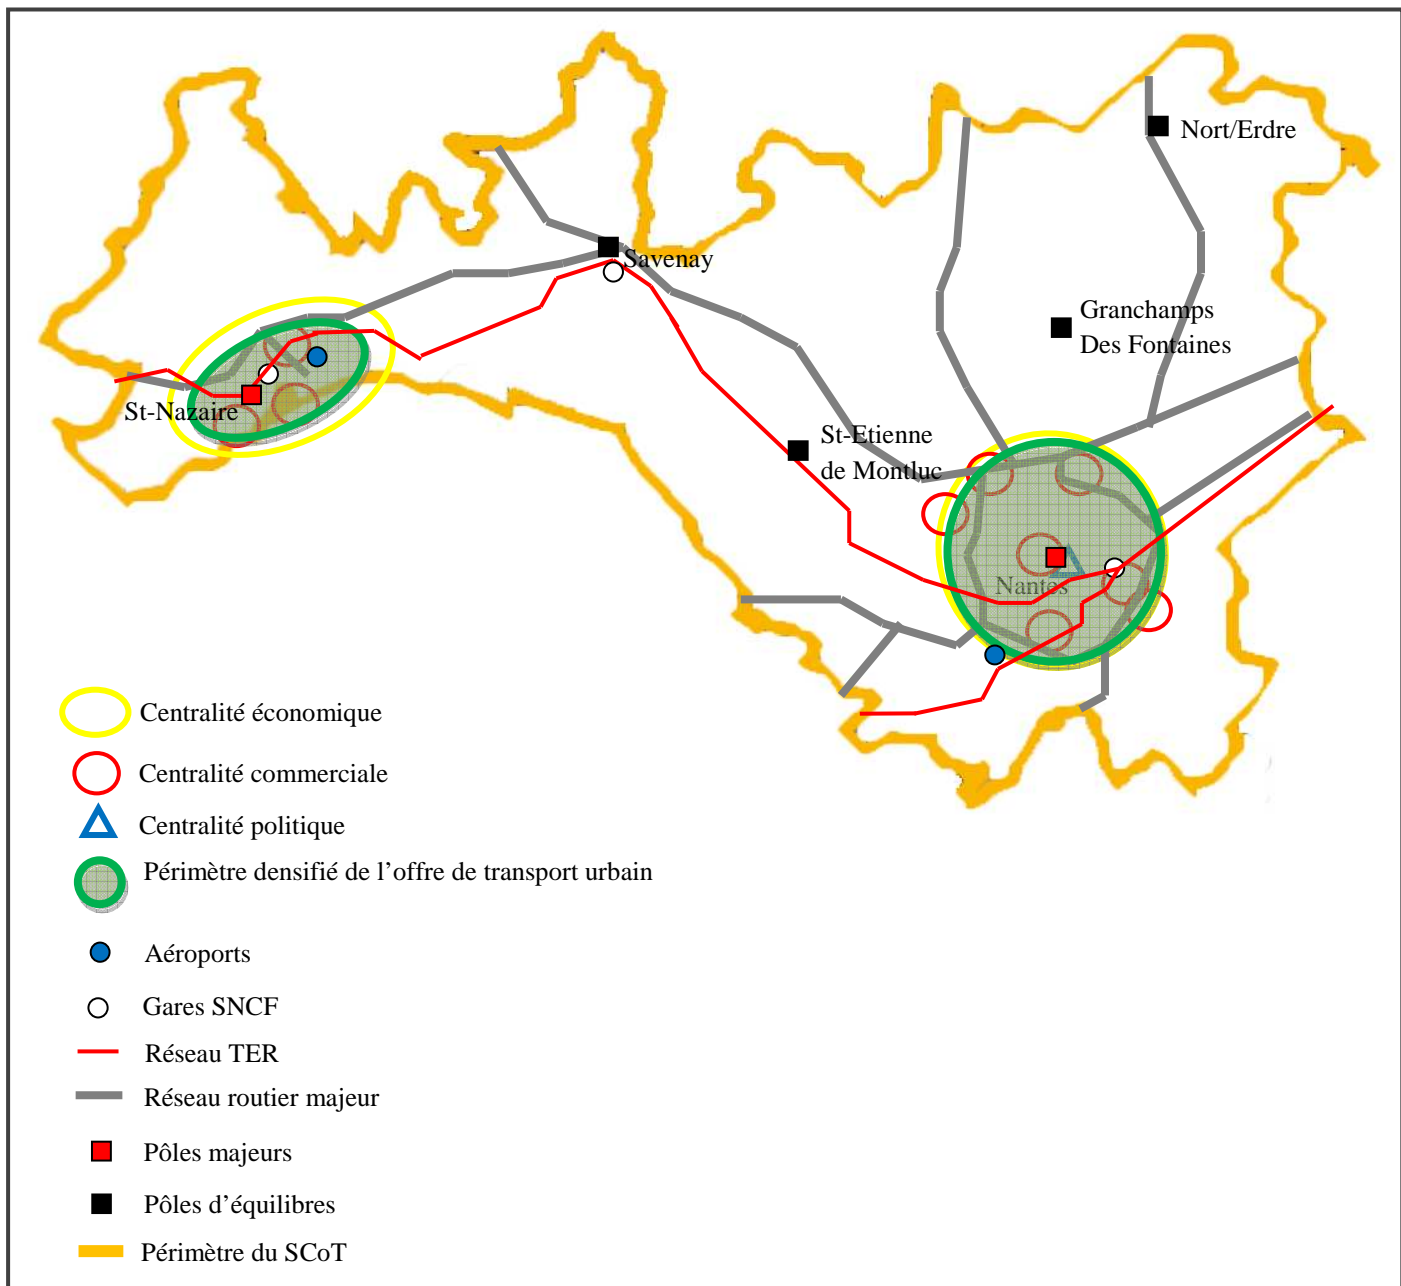 Nort/Erdre
Savenay
Granchamps
Des Fontaines
St-Nazaire
St-Etienne
de Montluc
Nantes
Centralité économique
Centralité commerciale
Centralité politique
Périmètre densifié de l’offre de transport urbain
Aéroports
Gares SNCF
Réseau TER
Réseau routier majeur
Pôles majeurs
Pôles d’équilibres
Périmètre du SCoT